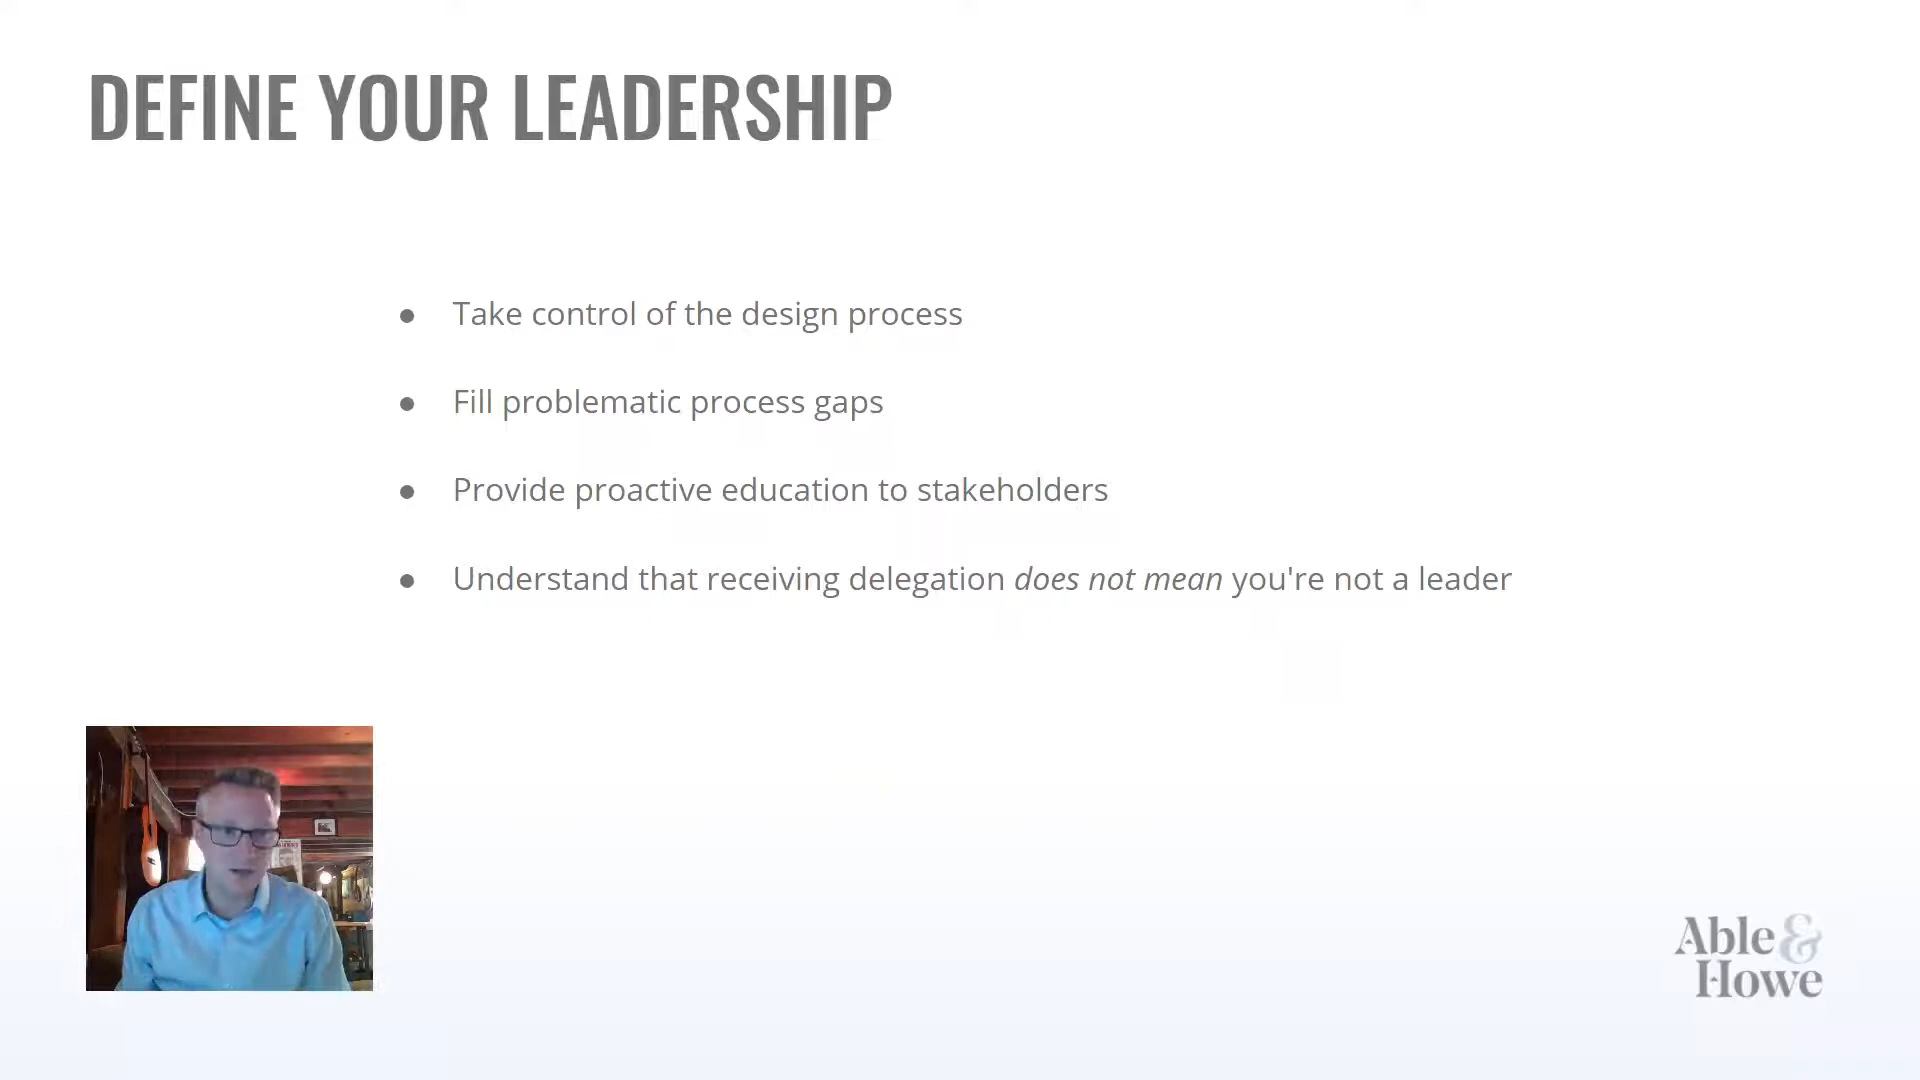 DEFINE YOUR LEADERSHIP
● Take control of the design process
● Fill problematic process gaps
● Provide proactive education to stakeholders
● Understand that receiving delegation does not mean you're not a leader
Able &
Howe